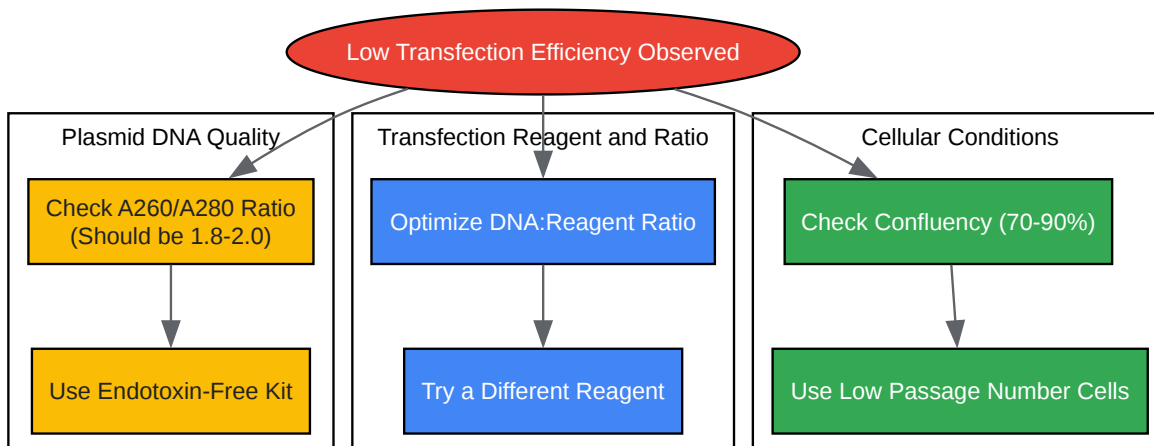 Low Transfection Efficiency Observed
Plasmid DNA Quality
Check A260/A280 Ratio
(Should be 1.8-2.0)
Use Endotoxin-Free Kit
Transfection Reagent and Ratio
Optimize DNA:Reagent Ratio
Try a Different Reagent
Cellular Conditions
Check Confluency (70-90%)
Use Low Passage Number Cells